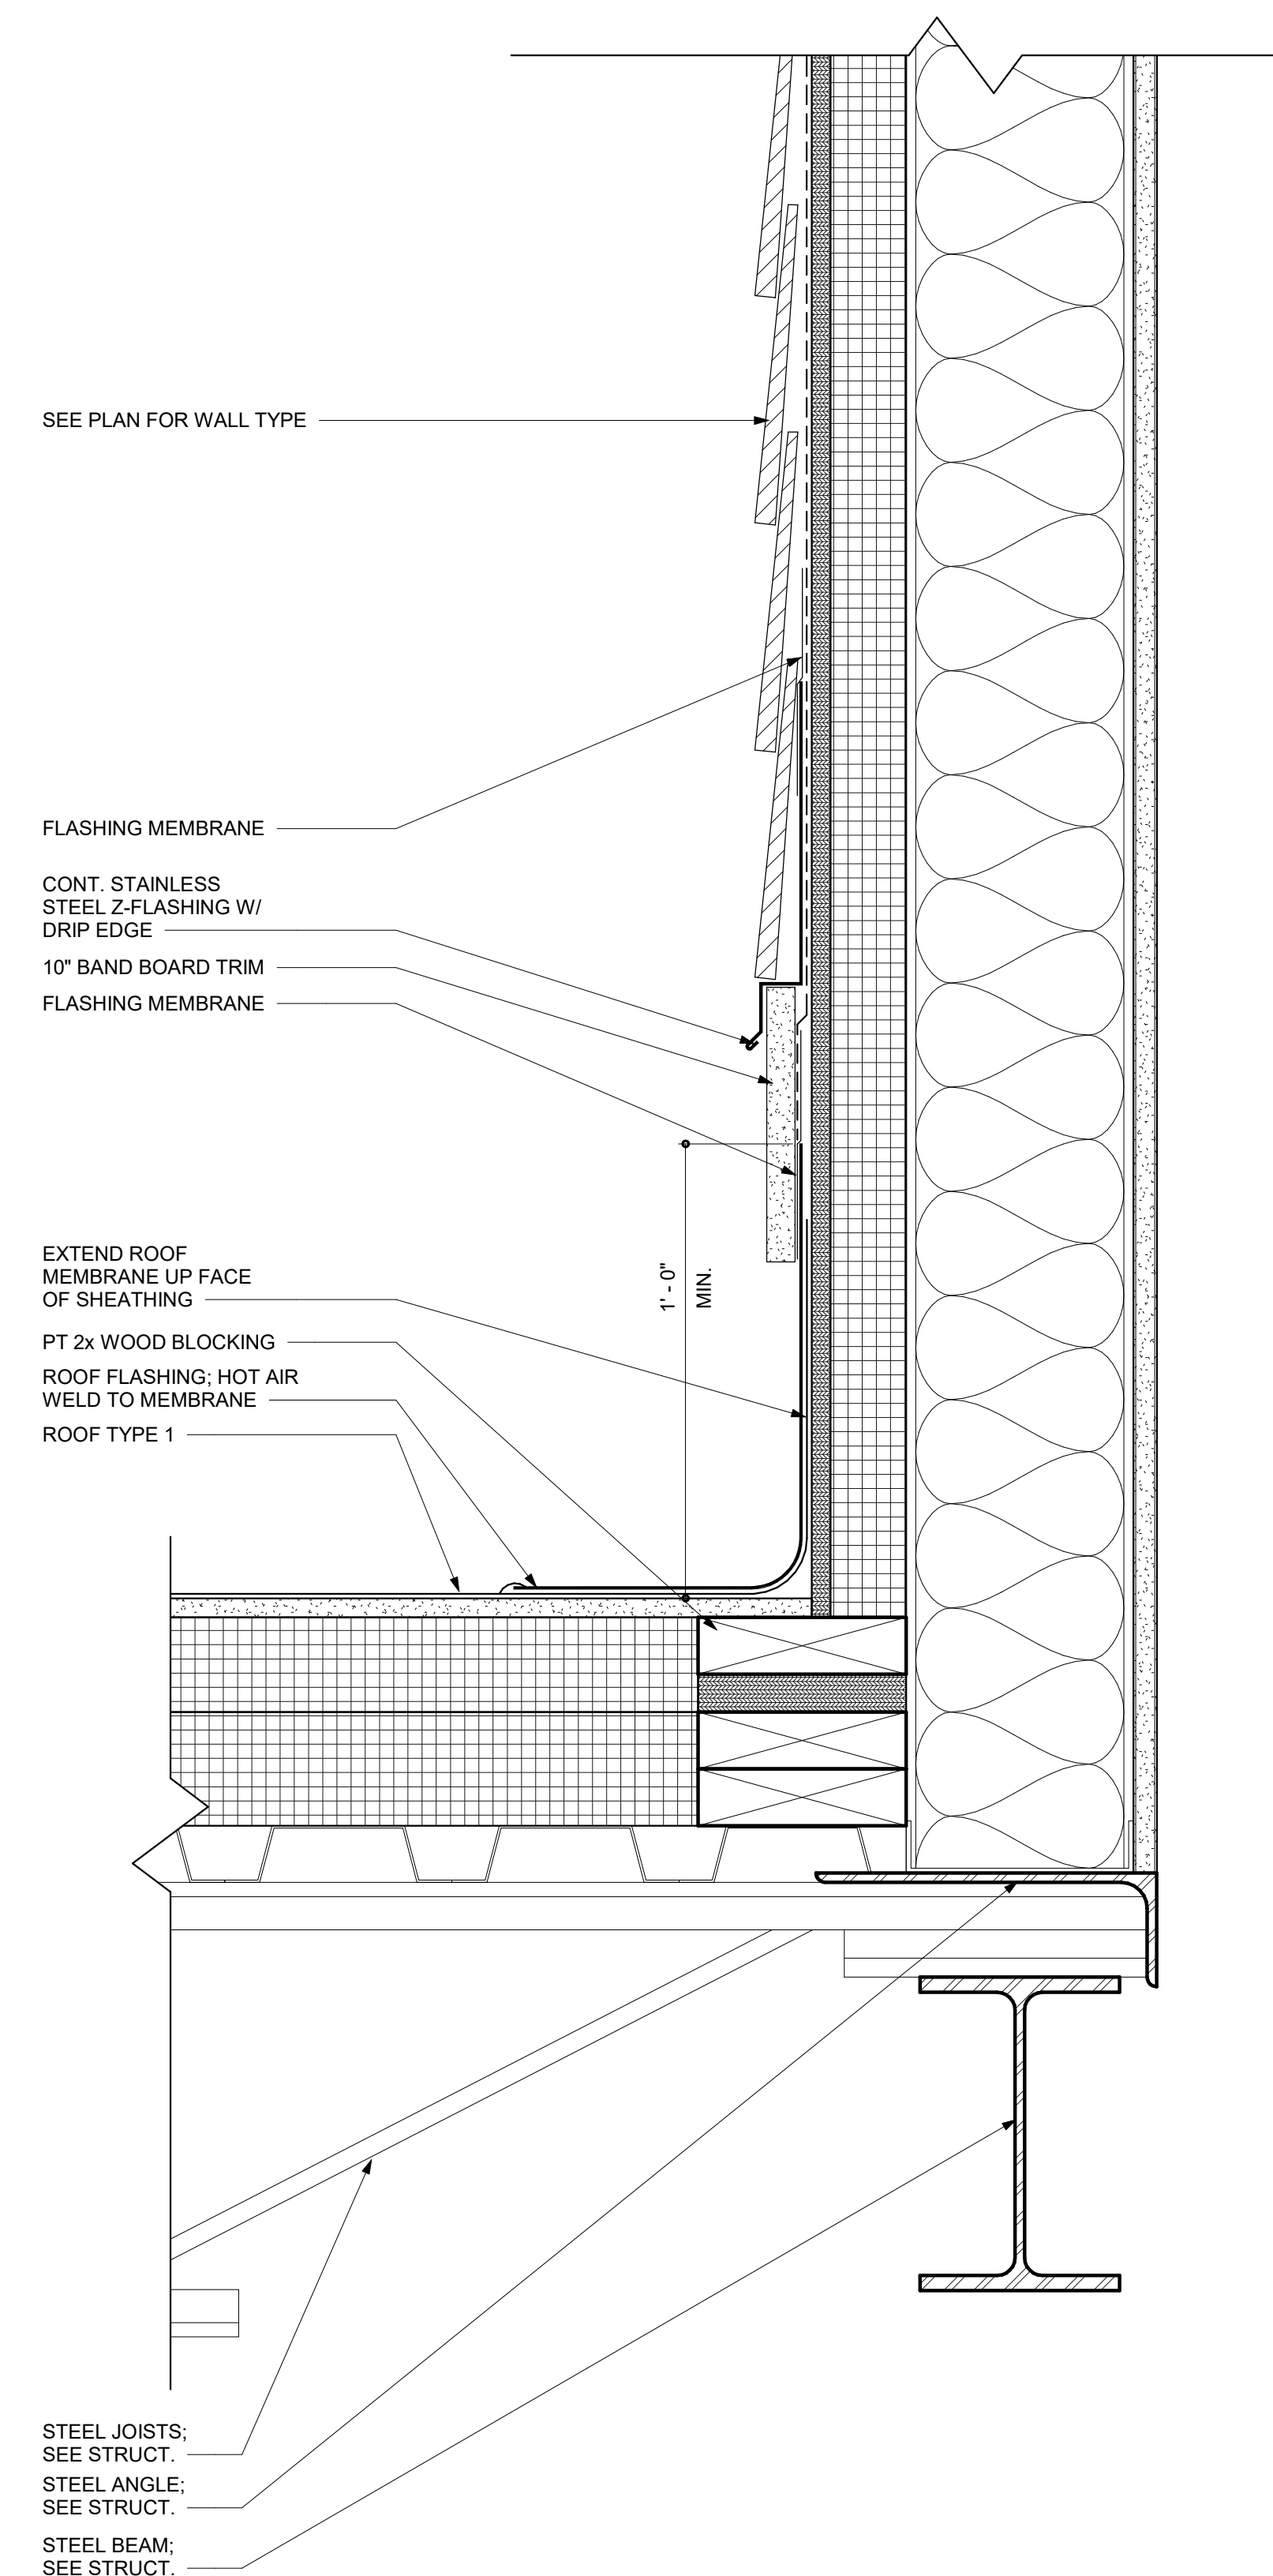 SEE PLAN FOR WALL TYPE
FLASHING MEMBRANE
CONT. STAINLESS
STEEL Z-FLASHING W/
DRIP EDGE
10" BAND BOARD TRIM
FLASHING MEMBRANE
EXTEND ROOF
MEMBRANE UP FACE
OF SHEATHING
1' - 0"
MIN.
PT 2x WOOD BLOCKING
ROOF FLASHING; HOT AIR
WELD TO MEMBRANE
ROOF TYPE 1
STEEL JOISTS;
SEE STRUCT.
STEEL ANGLE;
SEE STRUCT.
STEEL BEAM;
SEE STRUCT.